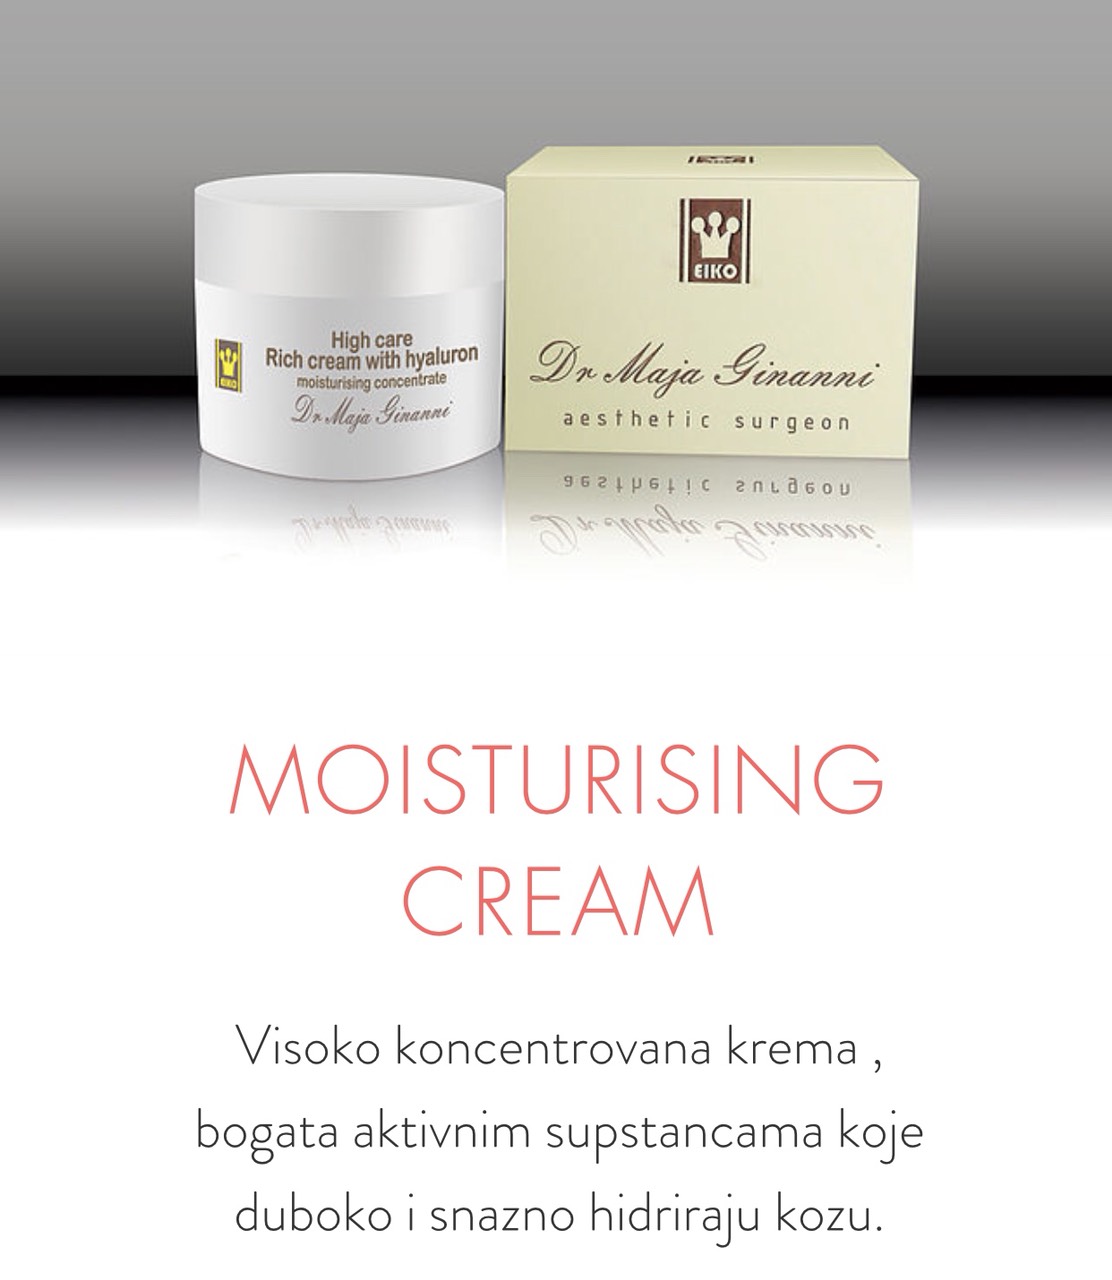 EIKO
High care
Rich cream with hyaluron
moisturising concentrate
Dr Maja Ginanni
EIKO
Dr Maja Ginanni
aesthetic surgeon
MOISTURISING
CREAM
Visoko koncentrovana krema ,
bogata aktivnim supstancama koje
duboko i snazno hidriraju kozu.